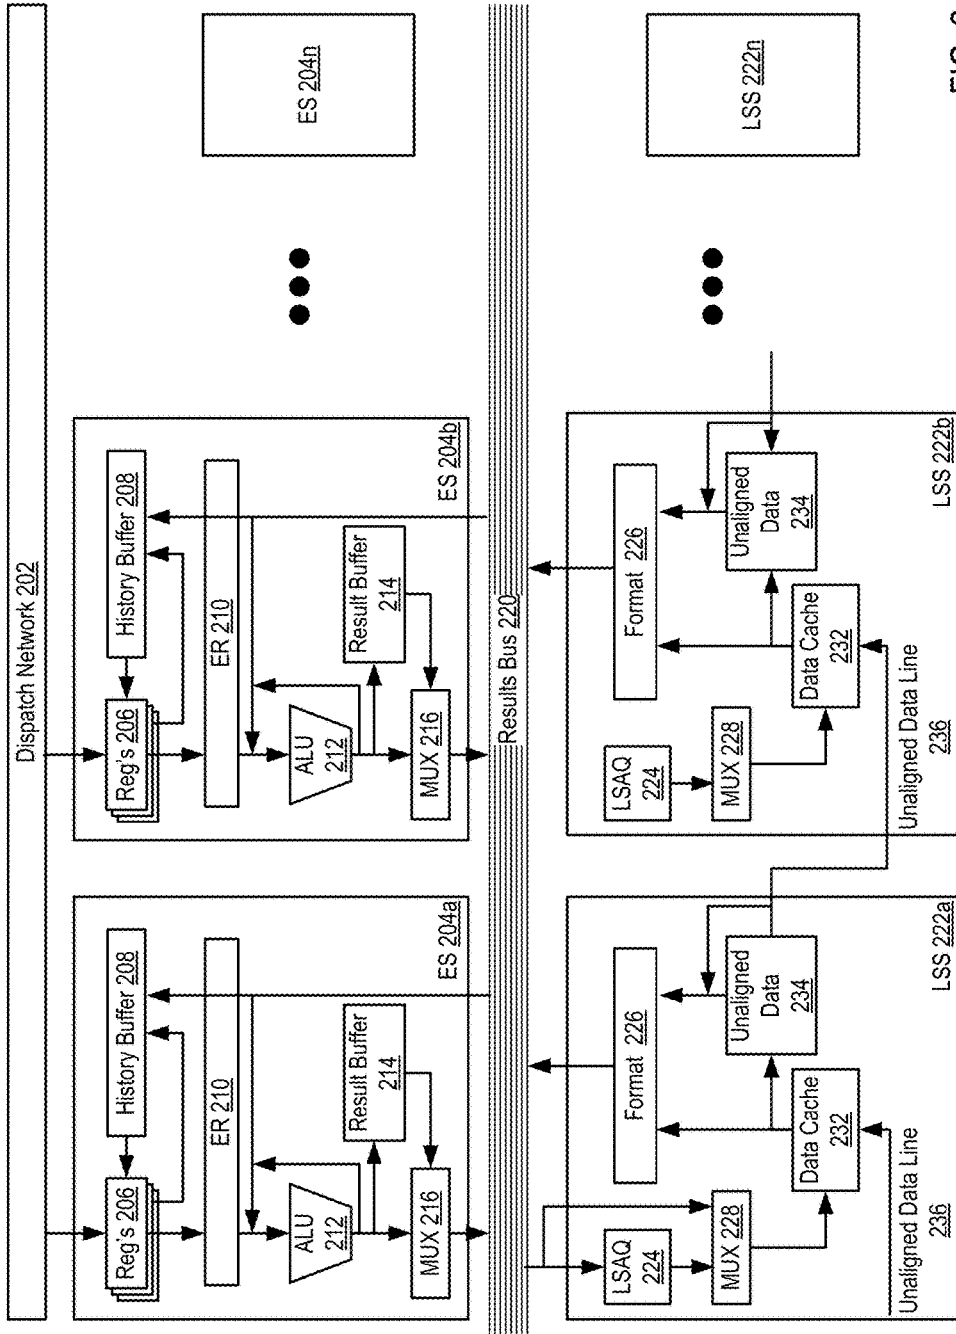 Dispatch Network 202
Reg's 206
History Buffer 208
ER 210
ALU
212
Result Buffer
214
MUX 216
ES 204a
Reg's 206
History Buffer 208
ER 210
ALU
212
Result Buffer
214
MUX 216
ES 204b
ES 204n
Results Bus 220
LSAQ
224
MUX 228
Format 226
Data Cache
232
Unaligned
Data
234
Unaligned Data Line
236
LSS 222a
LSAQ
224
MUX 228
Format 226
Data Cache
232
Unaligned
Data
234
Unaligned Data Line
236
LSS 222b
LSS 222n